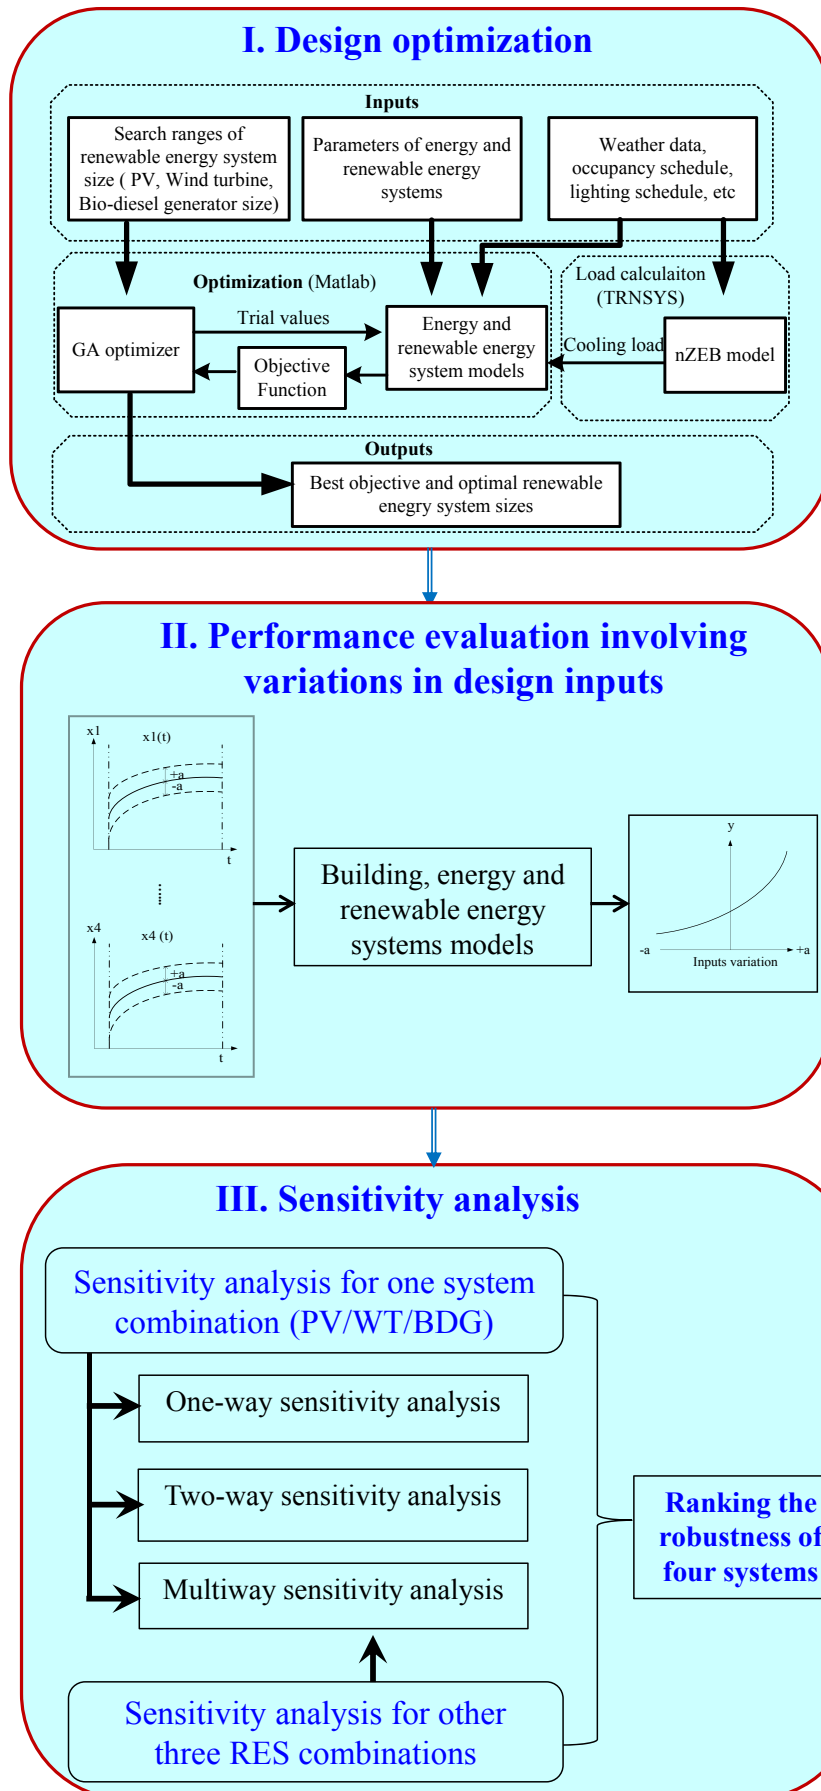 I. Design optimization
Inputs
Search ranges of
renewable energy system
size ( PV, Wind turbine,
Bio-diesel generator size)
Parameters of energy and
renewable energy
systems
Weather data,
occupancy schedule,
lighting schedule, etc
Optimization (Matlab)
Load calculaiton
(TRNSYS)
GA optimizer
Trial values
Objective
Function
Energy and
renewable energy
system models
Cooling load
nZEB model
Outputs
Best objective and optimal renewable
enegry system sizes
II. Performance evaluation involving
variations in design inputs
x1
x1(t)
+a
-a
t
x4
x4 (t)
+a
-a
t
Building, energy and
renewable energy
systems models
y
-a
+a
Inputs variation
III. Sensitivity analysis
Sensitivity analysis for one system
combination (PV/WT/BDG)
One-way sensitivity analysis
Two-way sensitivity analysis
Multiway sensitivity analysis
Ranking the
robustness of
four systems
Sensitivity analysis for other
three RES combinations